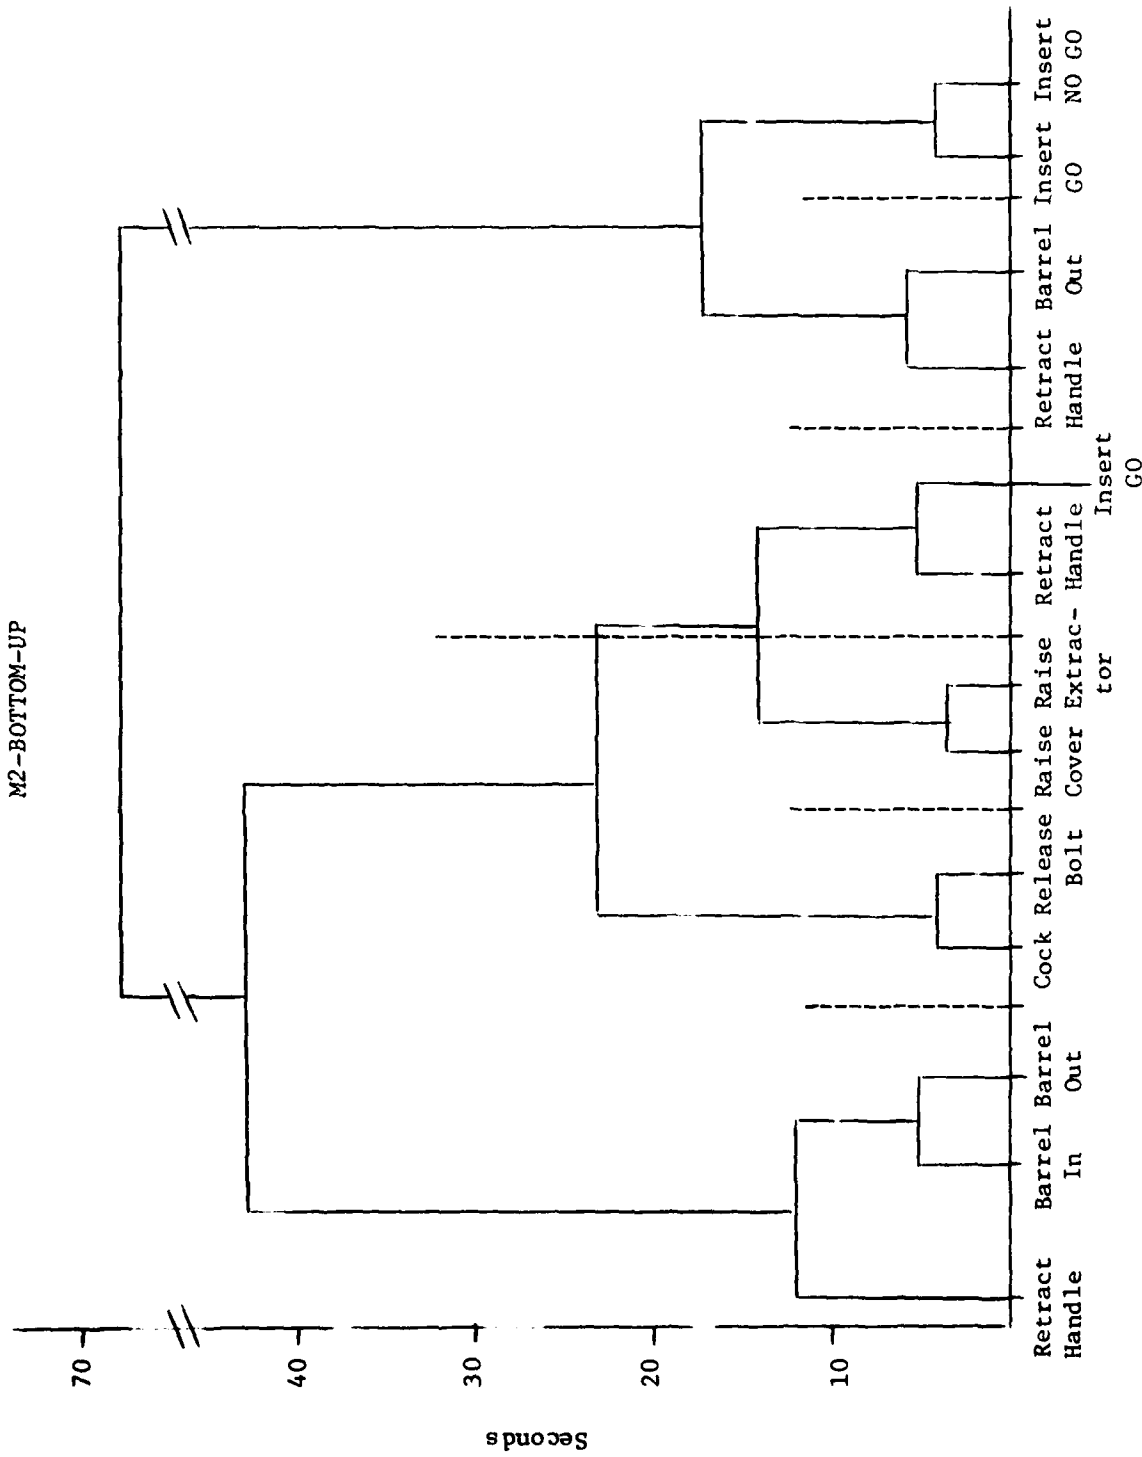 M2-BOTTOM-UP
Seconds
70
40
30
20
10
Retract
Handle
Barrel
In
Barrel
Out
Cock
Release
Bolt
Raise
Cover
Raise
Extrac-
tor
Retract
Handle
Insert
GO
Retract
Handle
Barrel
Out
Insert
GO
Insert
NO GO